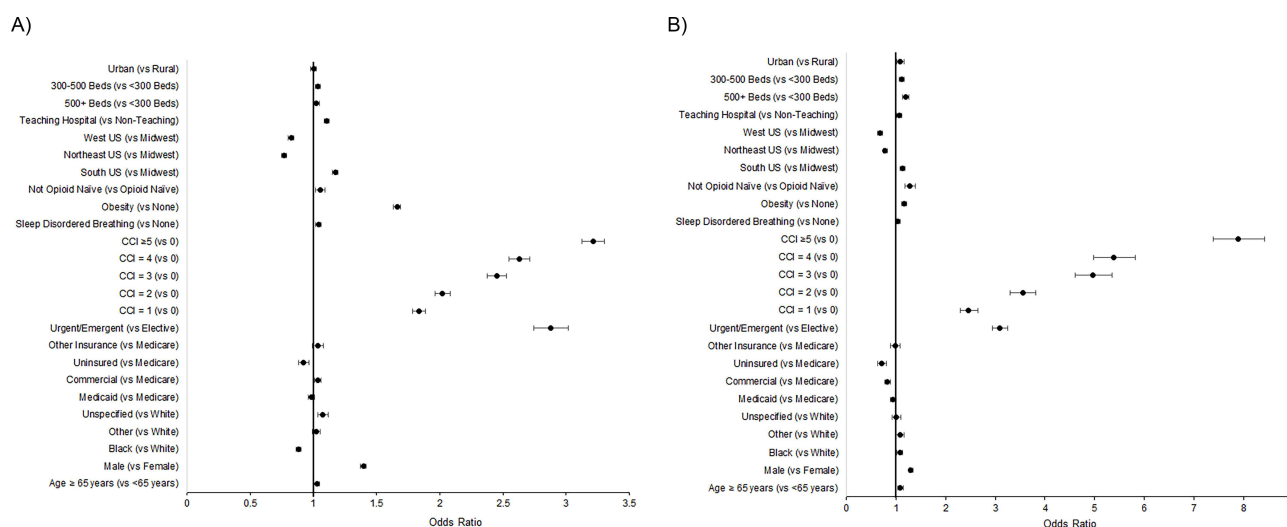 A)
Urban (vs Rural)
300-500 Beds (vs <300 Beds)
500+ Beds (vs <300 Beds)
Teaching Hospital (vs Non-Teaching)
West US (vs Midwest)
Northeast US (vs Midwest)
South US (vs Midwest)
Not Opioid Naïve (vs Opioid Naïve)
Obesity (vs None)
Sleep Disordered Breathing (vs None)
CCI ≥5 (vs 0)
CCI = 4 (vs 0)
CCI = 3 (vs 0)
CCI = 2 (vs 0)
CCI = 1 (vs 0)
Urgent/Emergent (vs Elective)
Other Insurance (vs Medicare)
Uninsured (vs Medicare)
Commercial (vs Medicare)
Medicaid (vs Medicare)
Unspecified (vs White)
Other (vs White)
Black (vs White)
Male (vs Female)
Age ≥ 65 years (vs <65 years)
0 0.5 1 1.5 2 2.5 3 3.5
Odds Ratio
B)
Urban (vs Rural)
300-500 Beds (vs <300 Beds)
500+ Beds (vs <300 Beds)
Teaching Hospital (vs Non-Teaching)
West US (vs Midwest)
Northeast US (vs Midwest)
South US (vs Midwest)
Not Opioid Naïve (vs Opioid Naïve)
Obesity (vs None)
Sleep Disordered Breathing (vs None)
CCI ≥5 (vs 0)
CCI = 4 (vs 0)
CCI = 3 (vs 0)
CCI = 2 (vs 0)
CCI = 1 (vs 0)
Urgent/Emergent (vs Elective)
Other Insurance (vs Medicare)
Uninsured (vs Medicare)
Commercial (vs Medicare)
Medicaid (vs Medicare)
Unspecified (vs White)
Other (vs White)
Black (vs White)
Male (vs Female)
Age ≥ 65 years (vs <65 years)
0 1 2 3 4 5 6 7 8
Odds Ratio